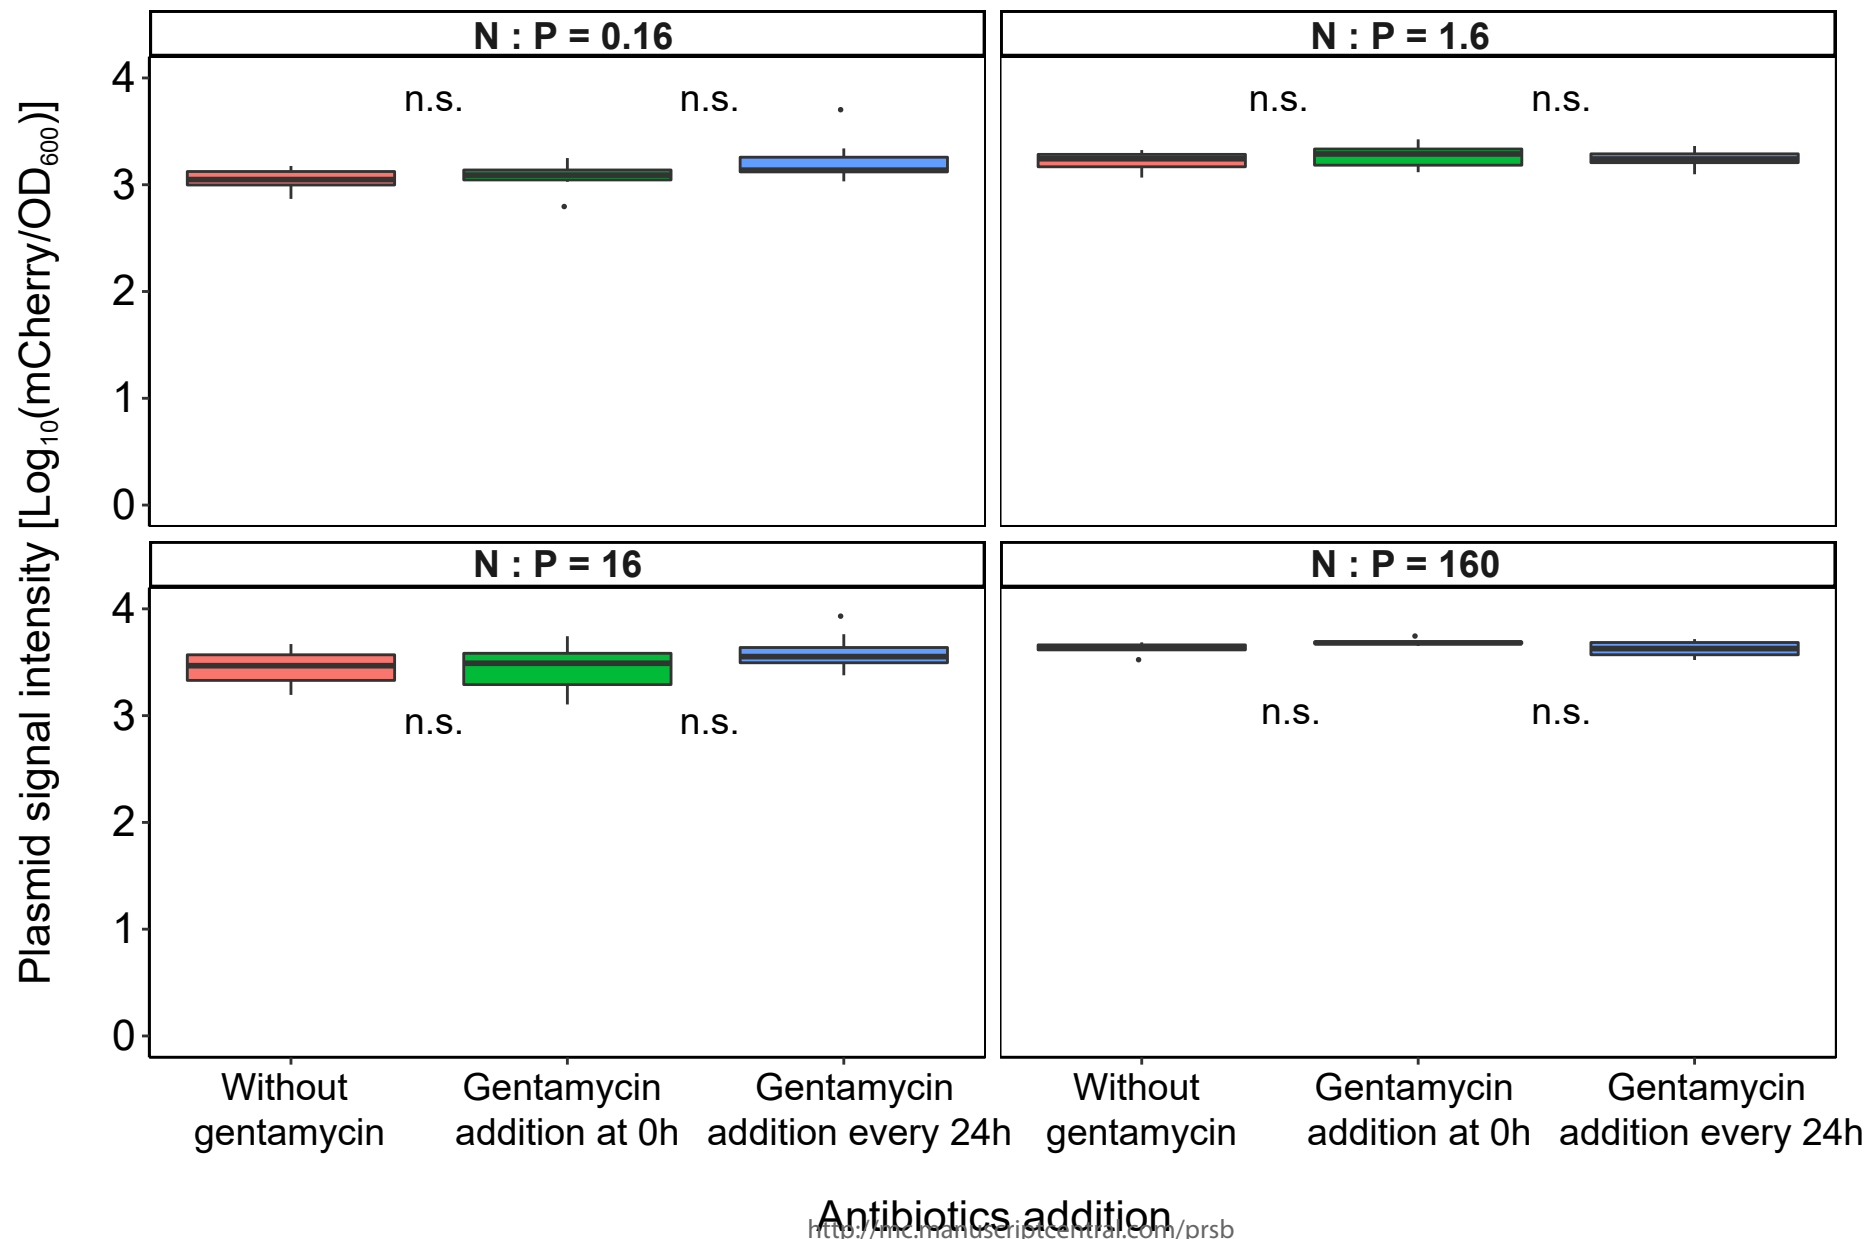 N : P = 0.16
N : P = 1.6
4
3
2
1
0
n.s.
n.s.
n.s.
n.s.
Plasmid signal intensity [Log₁₀(mCherry/OD₆₀₀)]
N : P = 16
N : P = 160
4
3
2
1
0
n.s.
n.s.
n.s.
n.s.
Without
gentamycin
Gentamycin
addition at 0h
Gentamycin
addition every 24h
Without
gentamycin
Gentamycin
addition at 0h
Gentamycin
addition every 24h
Antibiotics addition
http://mc.manuscriptcentral.com/prsb